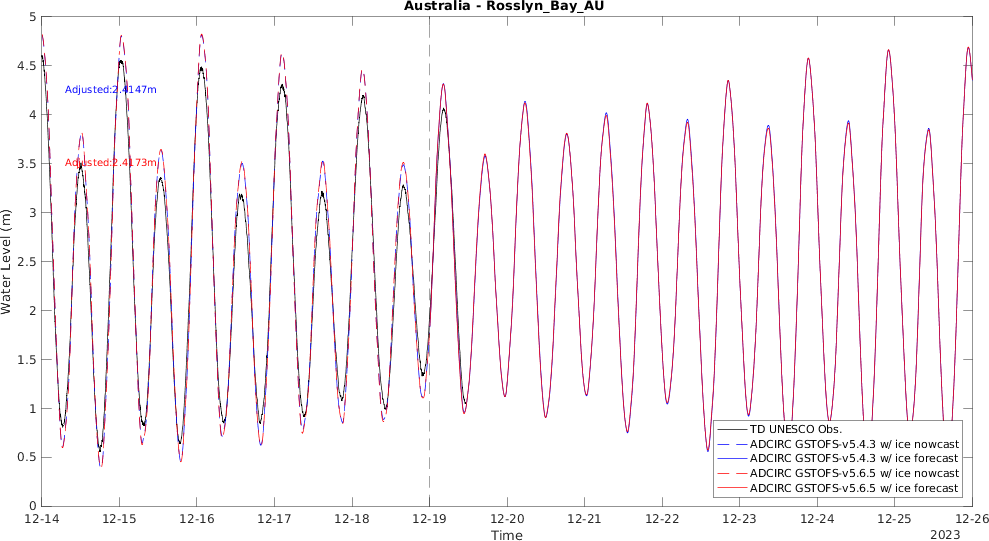 Australia - Rosslyn_Bay_AU
5
4.5
4
3.5
3
2.5
2
1.5
1
0.5
0
Water Level (m)
Adjusted:2.4147m
Adjusted:2.4173m
TD UNESCO Obs.
ADCIRC GSTOFS-v5.4.3 w/ ice nowcast
ADCIRC GSTOFS-v5.4.3 w/ ice forecast
ADCIRC GSTOFS-v5.6.5 w/ ice nowcast
ADCIRC GSTOFS-v5.6.5 w/ ice forecast
12-14 12-15 12-16 12-17 12-18 12-19 12-20 12-21 12-22 12-23 12-24 12-25 12-26
Time
2023